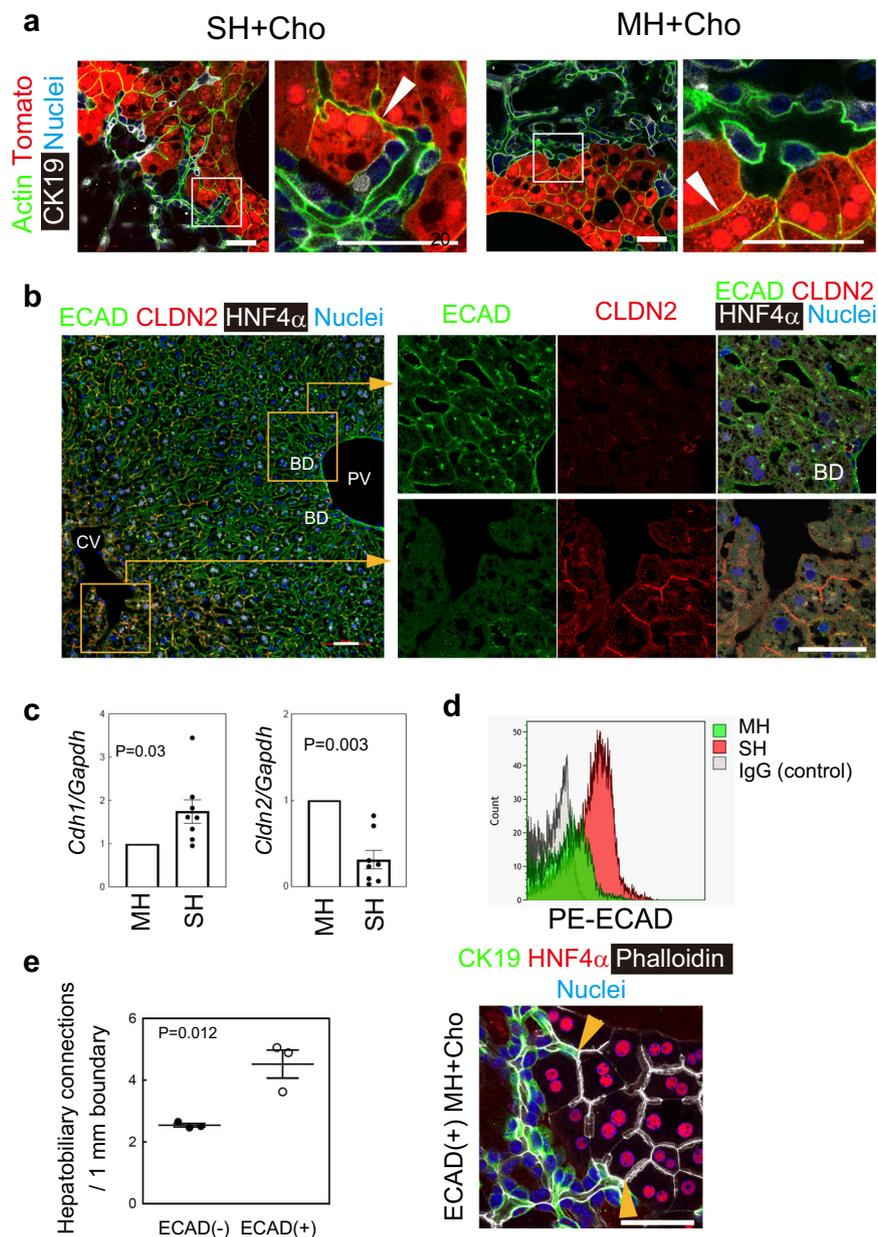 a
SH+Cho
MH+Cho
Actin Tomato
CK19 Nuclei
20
b
ECAD CLDN2 HNF4α Nuclei
ECAD
CLDN2
ECAD CLDN2
HNF4α Nuclei
BD
PV
BD
CV
BD
c
Cdh1/Gapdh
4
3
2
1
0
P=0.03
MH
SH
Cldn2/Gapdh
2
1
0
P=0.003
MH
SH
d
Count
50
40
30
20
10
0
PE-ECAD
MH
SH
IgG (control)
e
Hepatobiliary connections
/ 1 mm boundary
6
4
2
0
P=0.012
ECAD(-) ECAD(+)
CK19 HNF4α Phalloidin
Nuclei
ECAD(+) MH+Cho